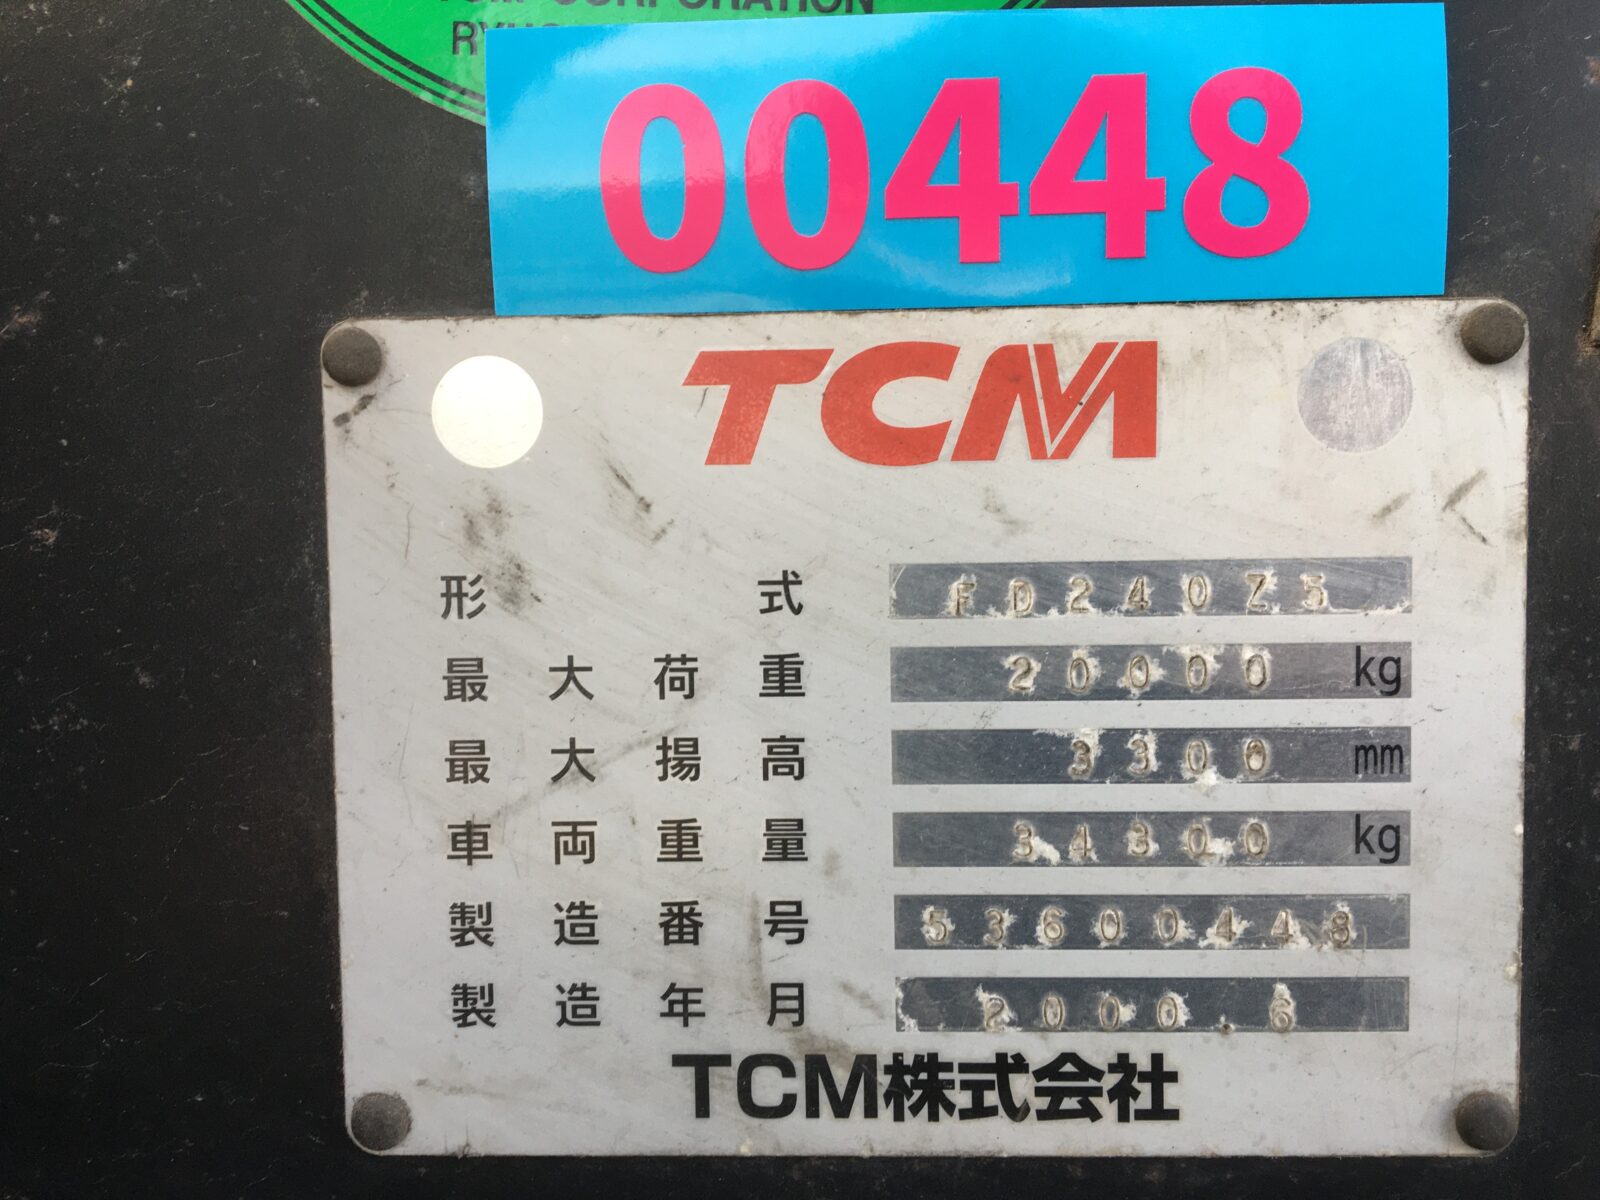 CORPORATION
00448
TCM
形式 FD240Z5
最大荷重 20000 kg
最大揚高 3300 mm
車両重量 34300 kg
製造番号 53600448
製造年月 2000.6
TCM株式会社